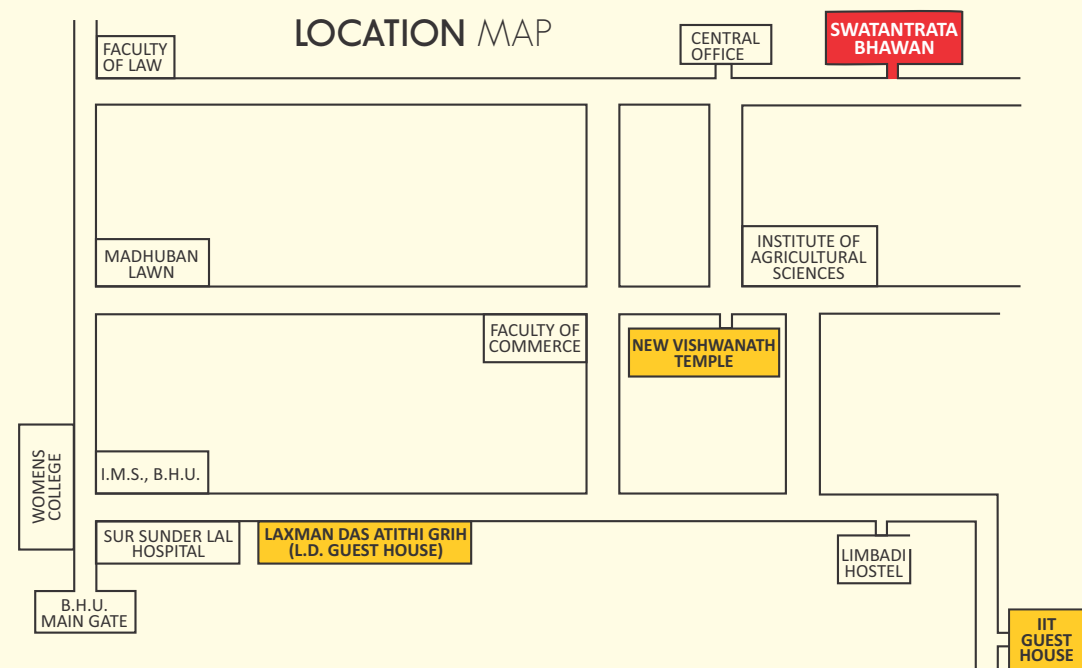 LOCATION MAP
FACULTY
OF LAW
CENTRAL
OFFICE
SWATANTRATA
BHAWAN
MADHUBAN
LAWN
INSTITUTE OF
AGRICULTURAL
SCIENCES
FACULTY OF
COMMERCE
NEW VISHWANATH
TEMPLE
WOMENS
COLLEGE
I.M.S., B.H.U.
SUR SUNDER LAL
HOSPITAL
LAXMAN DAS ATITHI GRIH
(L.D. GUEST HOUSE)
LIMBADI
HOSTEL
B.H.U.
MAIN GATE
IIT
GUEST
HOUSE